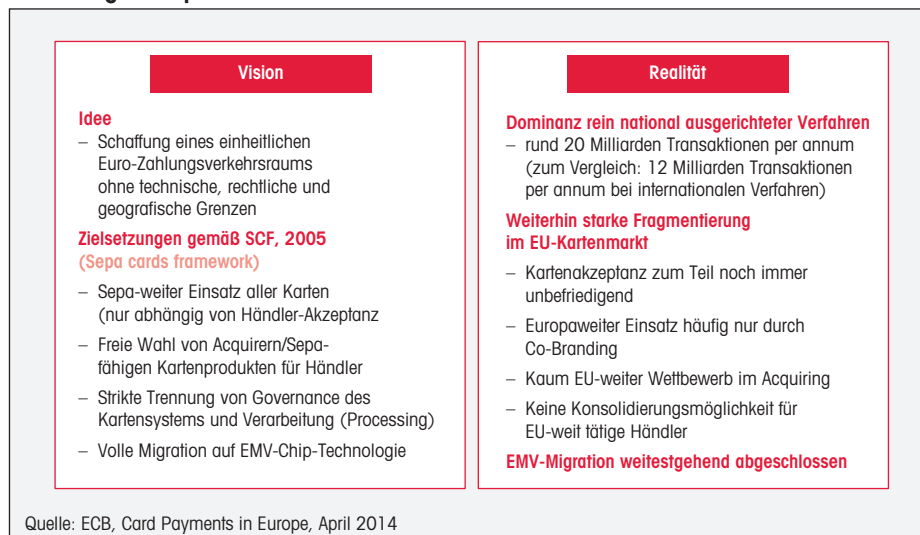 Vision
Idee
– Schaffung eines einheitlichen
Euro-Zahlungsverkehrsraums
ohne technische, rechtliche und
geografische Grenzen
Zielsetzungen gemäß SCF, 2005
(Sepa cards framework)
– Sepa-weiter Einsatz aller Karten
(nur abhängig von Händler-Akzeptanz
– Freie Wahl von Acquirern/Sepa-
fähigen Kartenprodukten für Händler
– Strikte Trennung von Governance des
Kartensystems und Verarbeitung (Processing)
– Volle Migration auf EMV-Chip-Technologie
Realität
Dominanz rein national ausgerichteter Verfahren
– rund 20 Milliarden Transaktionen per annum
(zum Vergleich: 12 Milliarden Transaktionen
per annum bei internationalen Verfahren)
Weiterhin starke Fragmentierung
im EU-Kartenmarkt
– Kartenakzeptanz zum Teil noch immer
unbefriedigend
– Europaweiter Einsatz häufig nur durch
Co-Branding
– Kaum EU-weiter Wettbewerb im Acquiring
– Keine Konsolidierungsmöglichkeit für
EU-weit tätige Händler
EMV-Migration weitestgehend abgeschlossen
Quelle: ECB, Card Payments in Europe, April 2014